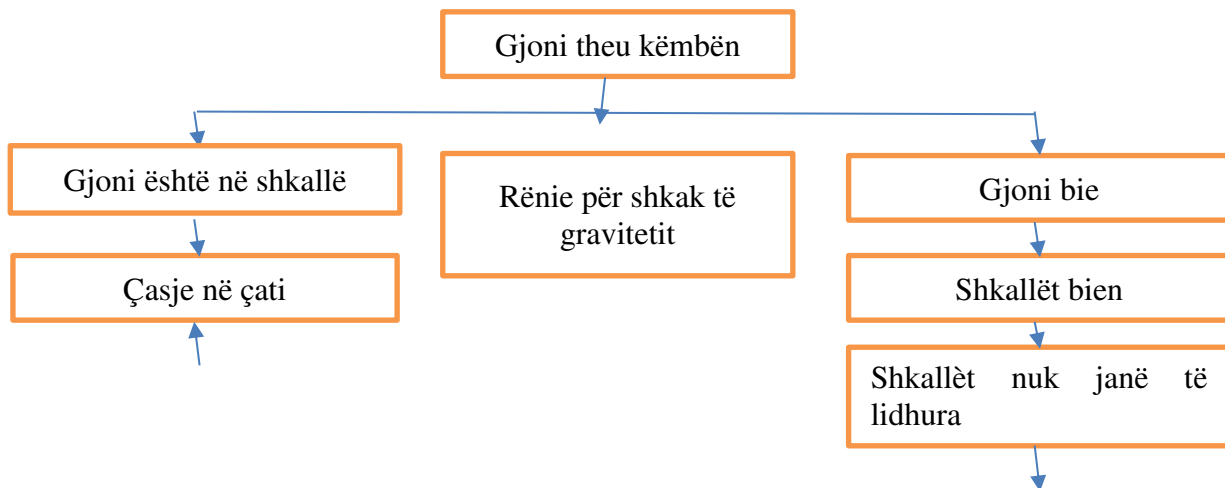 Gjoni theu këmbën
Gjoni është në shkallë
Rënie për shkak të
gravitetit
Gjoni bie
Çasje në çati
Shkallët bien
Shkallèt nuk janë të
lidhura